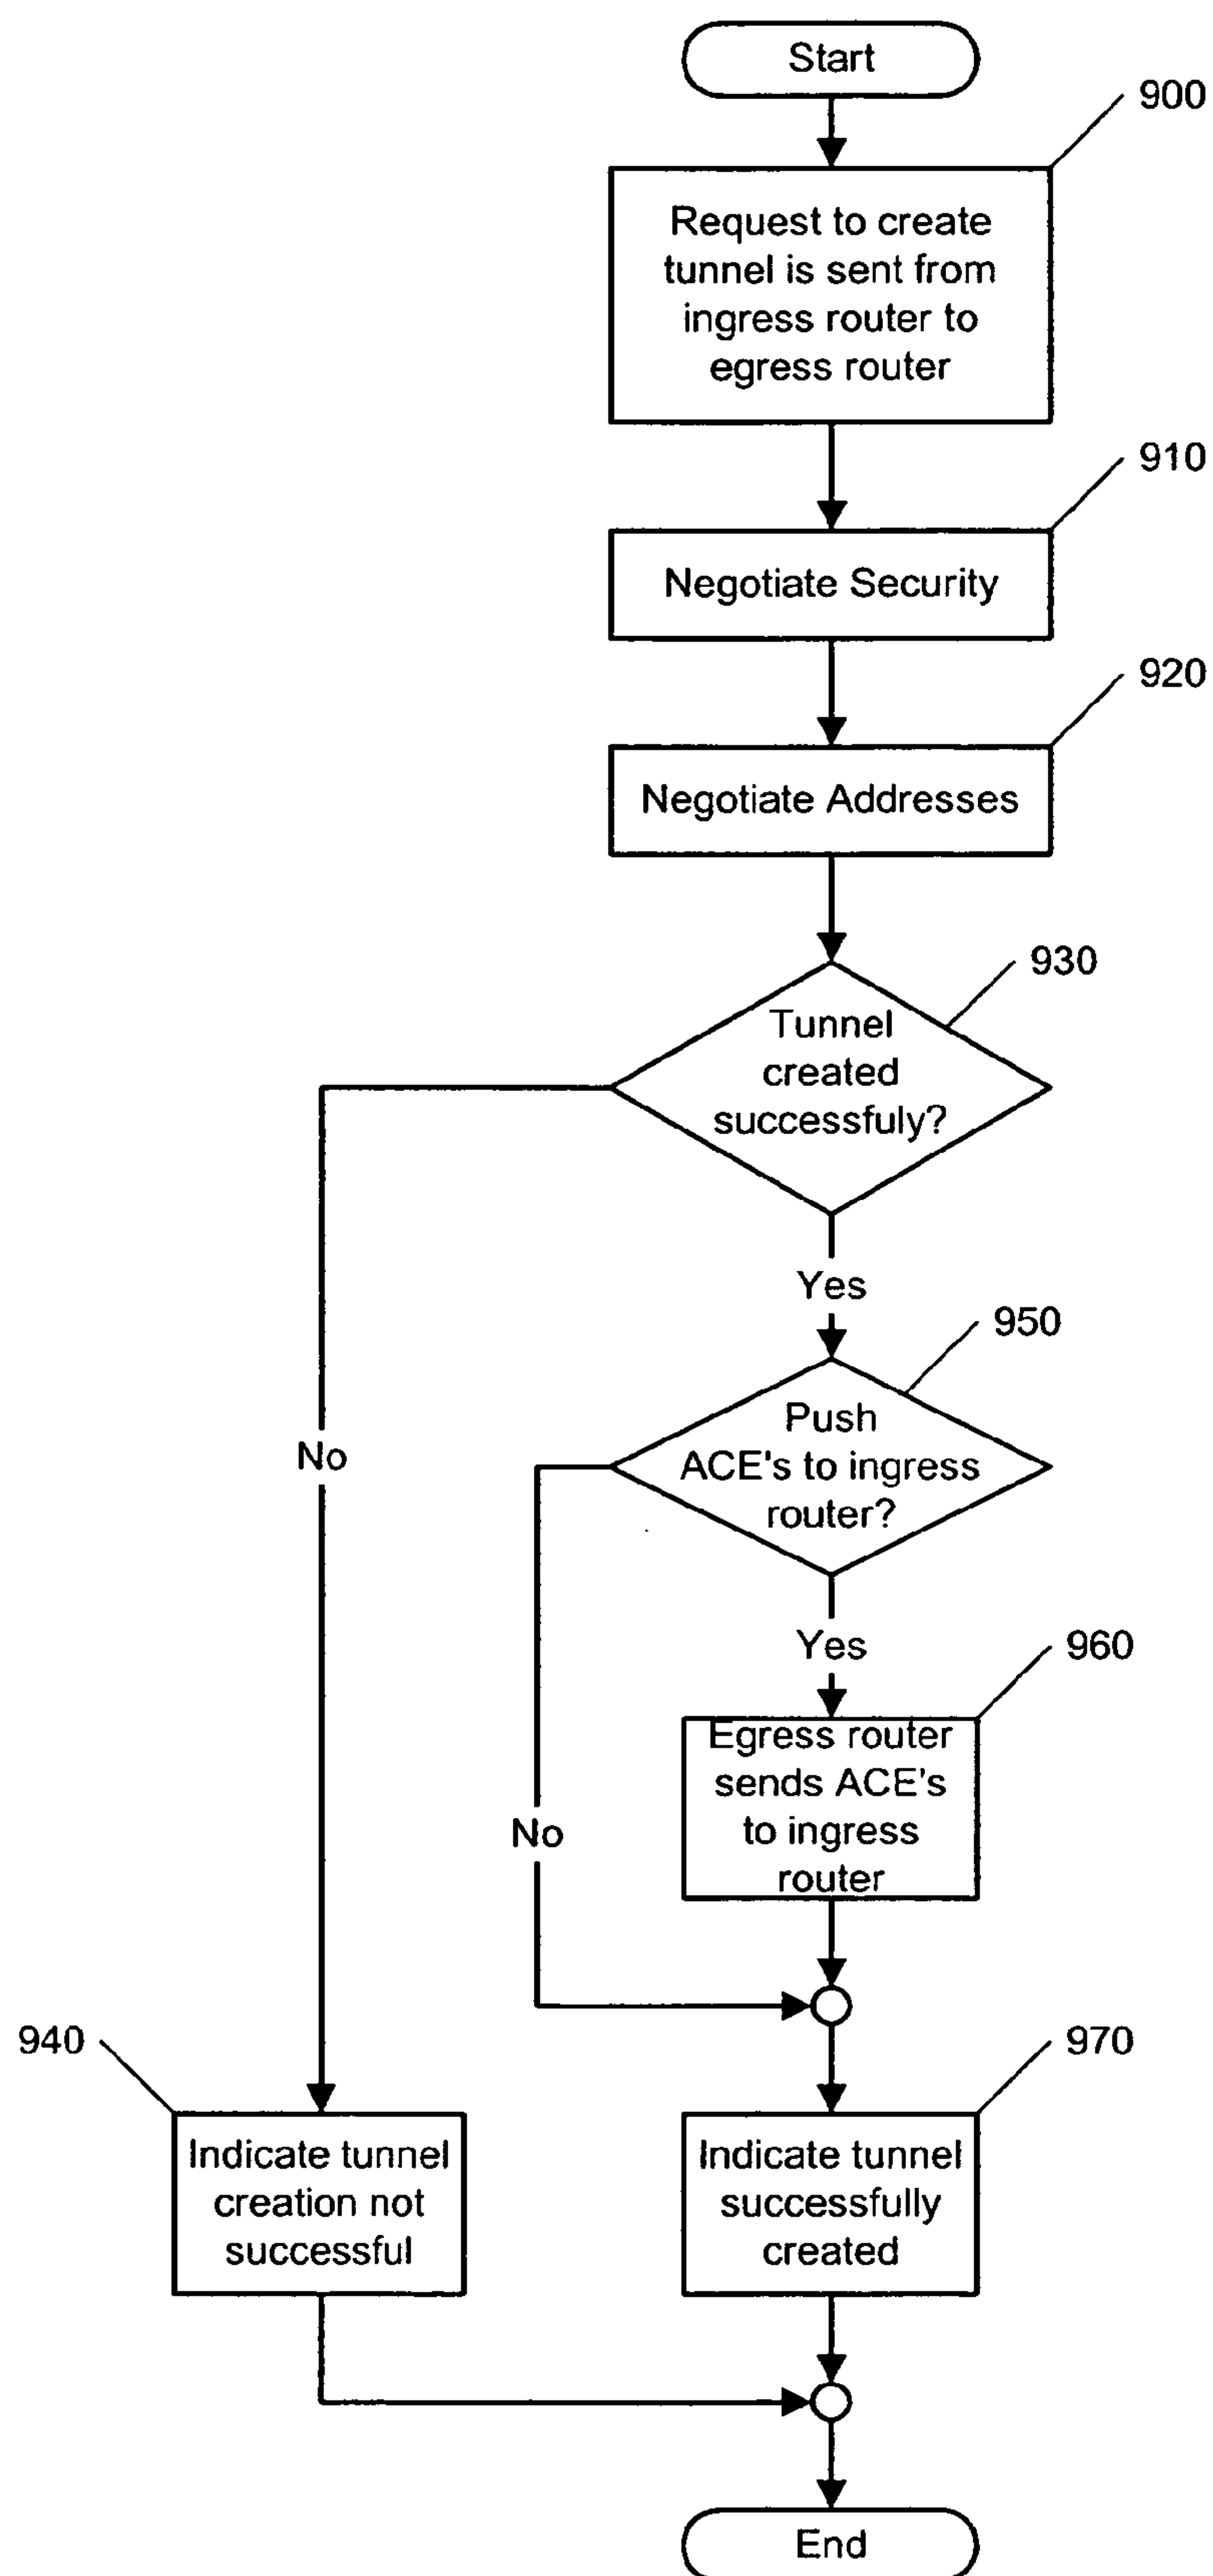 Start
900
Request to create
tunnel is sent from
ingress router to
egress router
910
Negotiate Security
920
Negotiate Addresses
930
Tunnel
created
successfuly?
Yes
950
Push
ACE's to ingress
router?
No
Yes
960
Egress router
sends ACE's
to ingress
router
No
940
970
Indicate tunnel
creation not
successful
Indicate tunnel
successfully
created
End